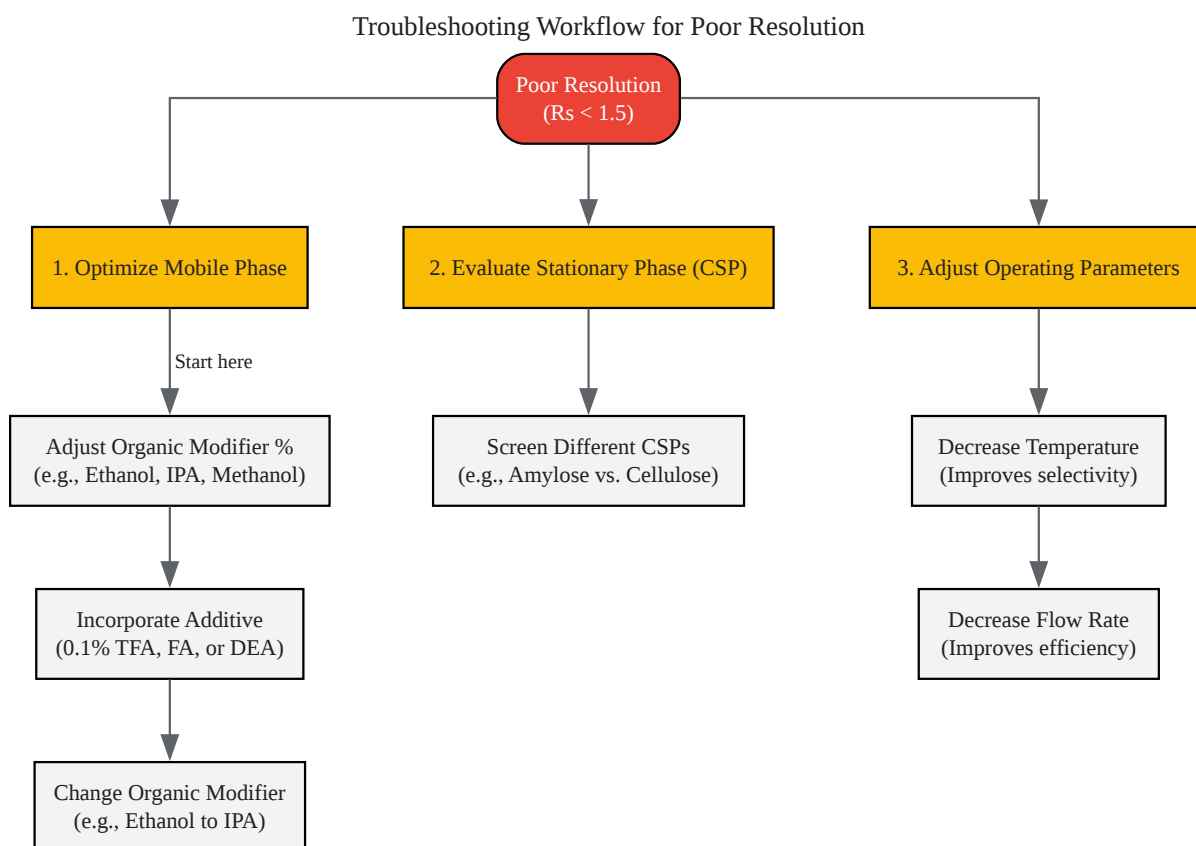 Troubleshooting Workflow for Poor Resolution
Poor Resolution
(Rs < 1.5)
1. Optimize Mobile Phase
2. Evaluate Stationary Phase (CSP)
3. Adjust Operating Parameters
Start here
Adjust Organic Modifier %
(e.g., Ethanol, IPA, Methanol)
Screen Different CSPs
(e.g., Amylose vs. Cellulose)
Decrease Temperature
(Improves selectivity)
Incorporate Additive
(0.1% TFA, FA, or DEA)
Decrease Flow Rate
(Improves efficiency)
Change Organic Modifier
(e.g., Ethanol to IPA)